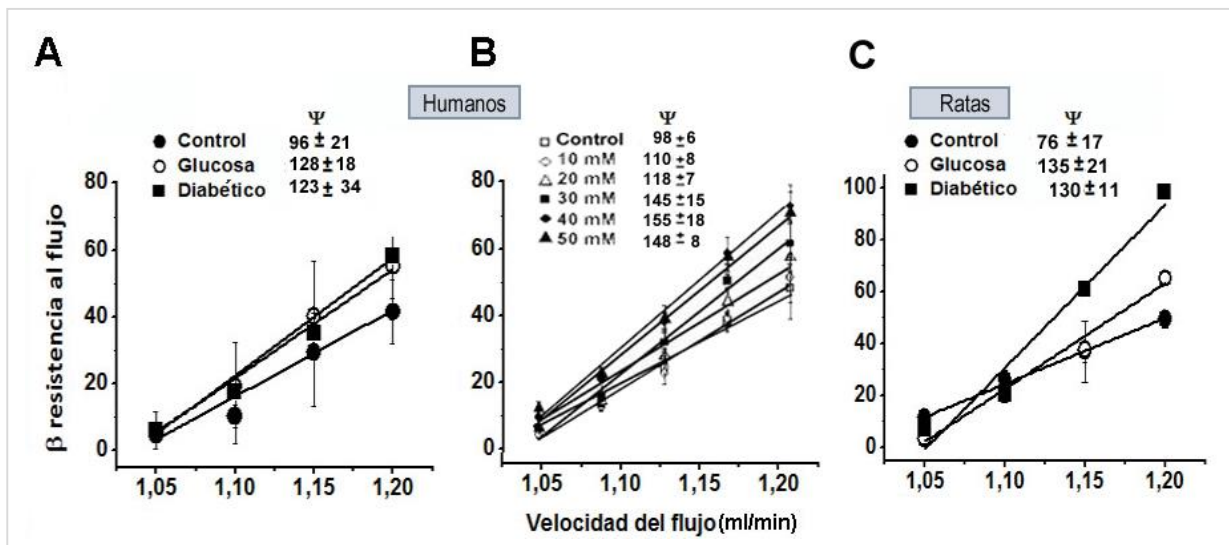 A
B
C
Humanos
Ratas
Ψ
Control 96 ± 21
Glucosa 128 ± 18
Diabético 123 ± 34
Ψ
Control 98 ± 6
10 mM 110 ± 8
20 mM 118 ± 7
30 mM 145 ± 15
40 mM 155 ± 18
50 mM 148 ± 8
Ψ
Control 76 ± 17
Glucosa 135 ± 21
Diabético 130 ± 11
β resistencia al flujo
80
60
40
20
0
1,05 1,10 1,15 1,20
80
60
40
20
0
1,05 1,10 1,15 1,20
100
80
60
40
20
0
1,05 1,10 1,15 1,20
Velocidad del flujo (ml/min)